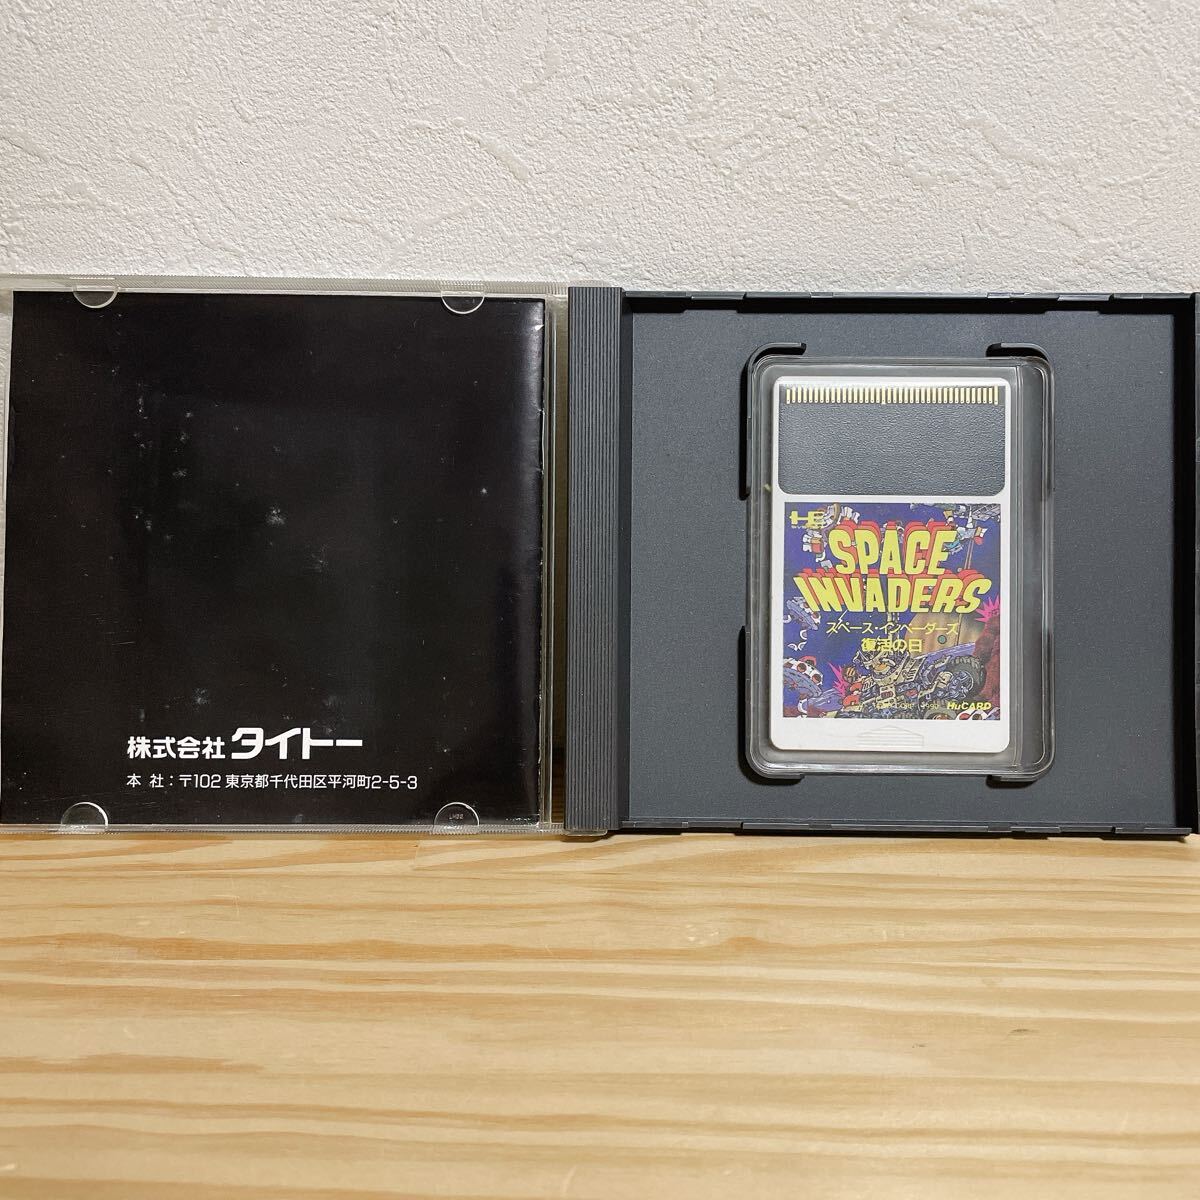 株式会社 タイトー
本 社：〒102 東京都千代田区平河町2-5-3
HE
SPACE
INVADERS
スペース・インベーダーズ
復活の日
HuCARD